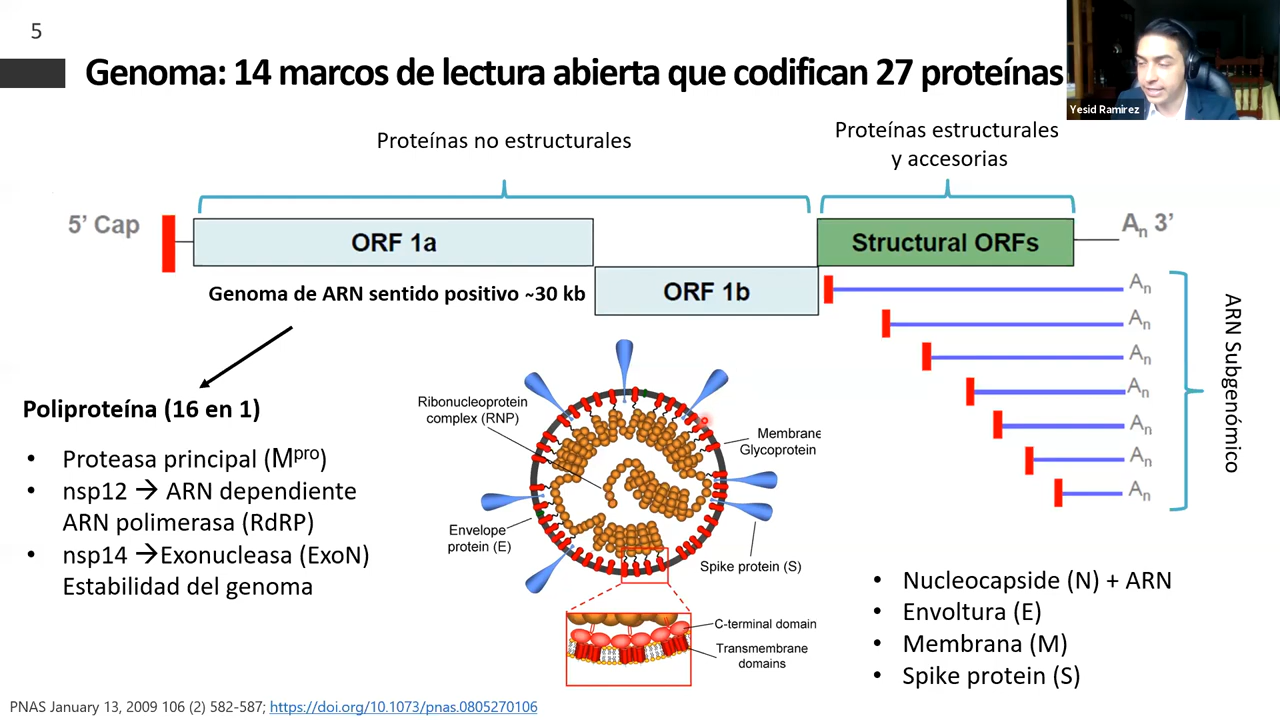 5
Genoma: 14 marcos de lectura abierta que codifican 27 proteínas
Yesid Ramirez
Proteínas no estructurales
Proteínas estructurales
y accesorias
5’ Cap
ORF 1a
Structural ORFs
An 3’
Genoma de ARN sentido positivo ~30 kb
ORF 1b
An
An
An
An
An
An
An
ARN Subgenómico
Poliproteína (16 en 1)
• Proteasa principal (Mpro)
• nsp12 → ARN dependiente
ARN polimerasa (RdRP)
• nsp14 →Exonucleasa (ExoN)
Estabilidad del genoma
Ribonucleoprotein
complex (RNP)
Membrane
Glycoprotein
Envelope
protein (E)
Spike protein (S)
C-terminal domain
Transmembrane
domains
• Nucleocapside (N) + ARN
• Envoltura (E)
• Membrana (M)
• Spike protein (S)
PNAS January 13, 2009 106 (2) 582-587; https://doi.org/10.1073/pnas.0805270106